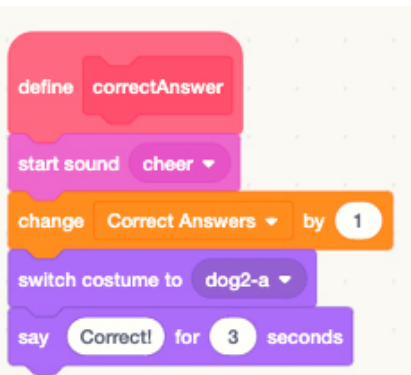 define correctAnswer
start sound cheer
change Correct Answers by 1
switch costume to dog2-a
say Correct! for 3 seconds